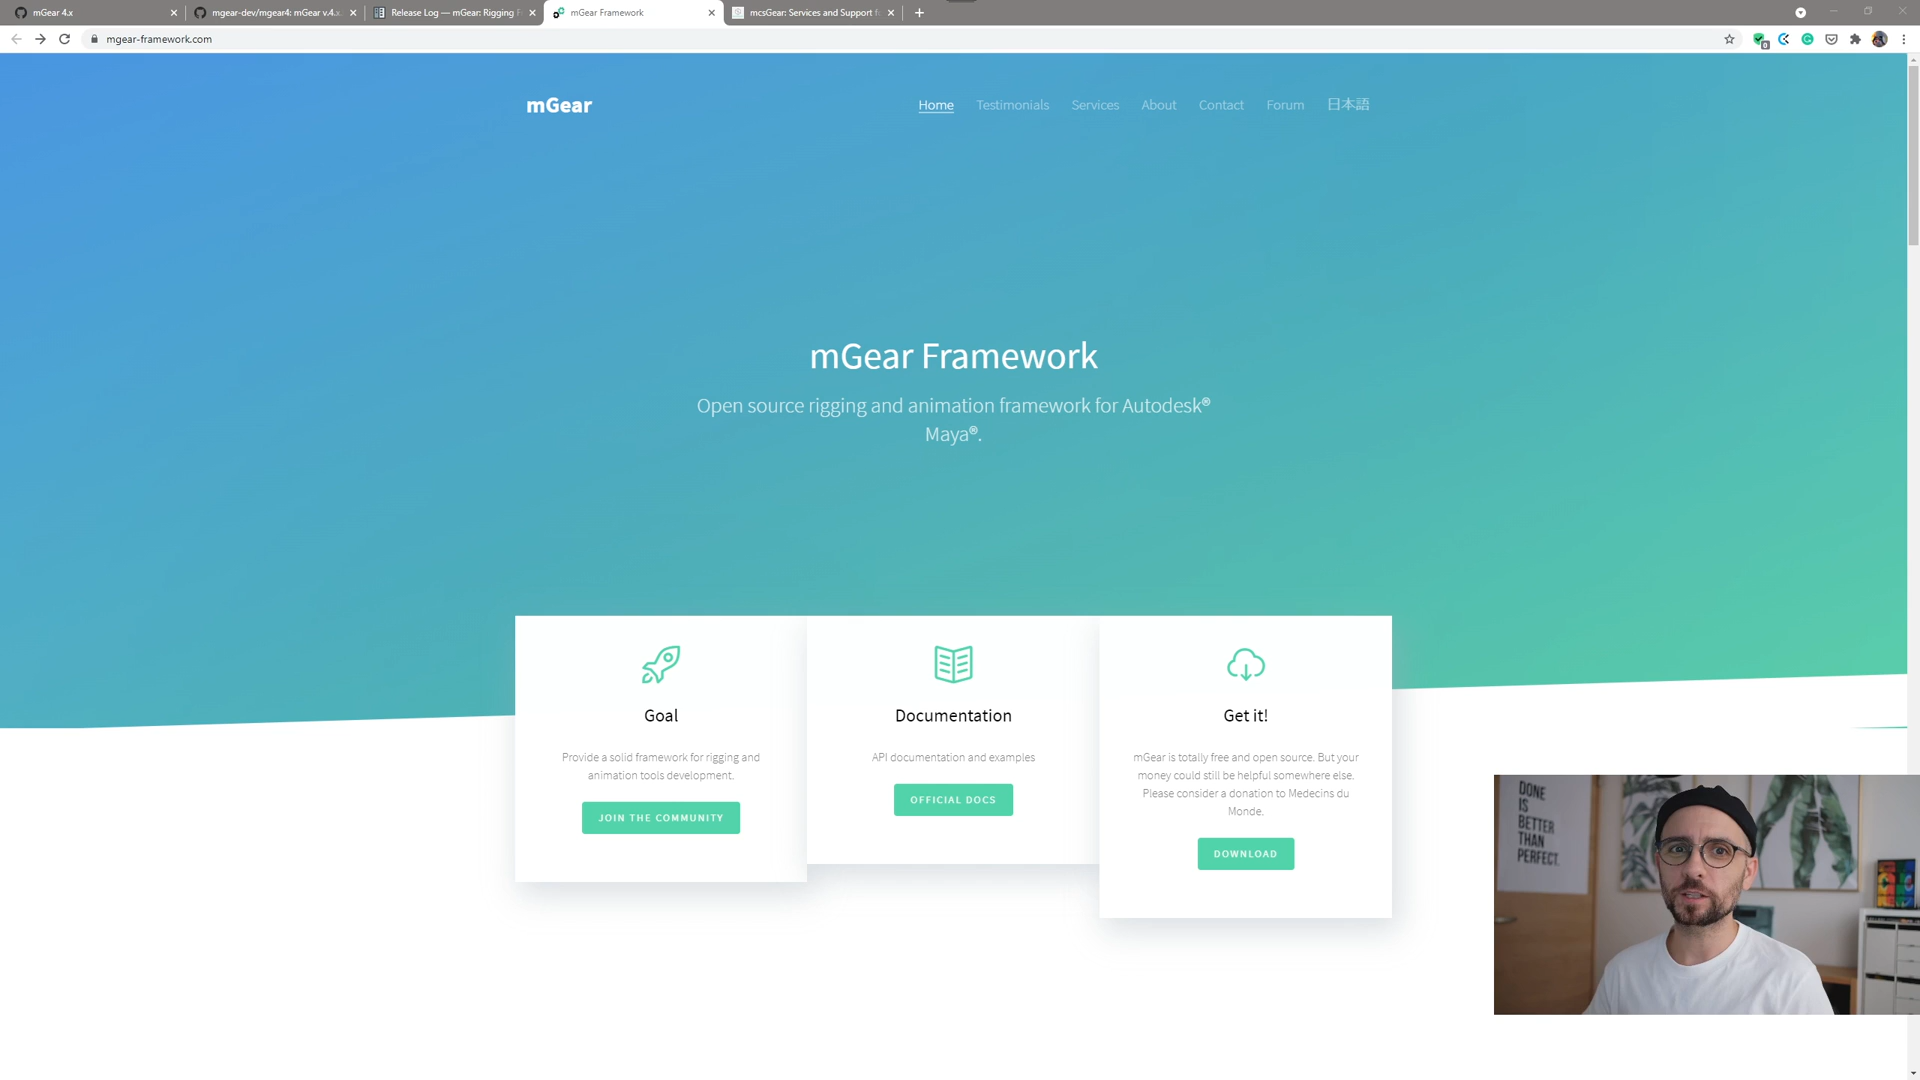 mGear 4.x
mgear-dev/mgear4: mGear v.4.x
Release Log — mGear: Rigging F
mGear Framework
mcsGear: Services and Support f
mgear-framework.com
0
mGear
Home
Testimonials
Services
About
Contact
Forum
日本語
mGear Framework
Open source rigging and animation framework for Autodesk®
Maya®.
Goal
Provide a solid framework for rigging and
animation tools development.
JOIN THE COMMUNITY
Documentation
API documentation and examples
OFFICIAL DOCS
Get it!
mGear is totally free and open source. But your
money could still be helpful somewhere else.
Please consider a donation to Medecins du
Monde.
DOWNLOAD
DONE
IS
BETTER
THAN
PERFECT.